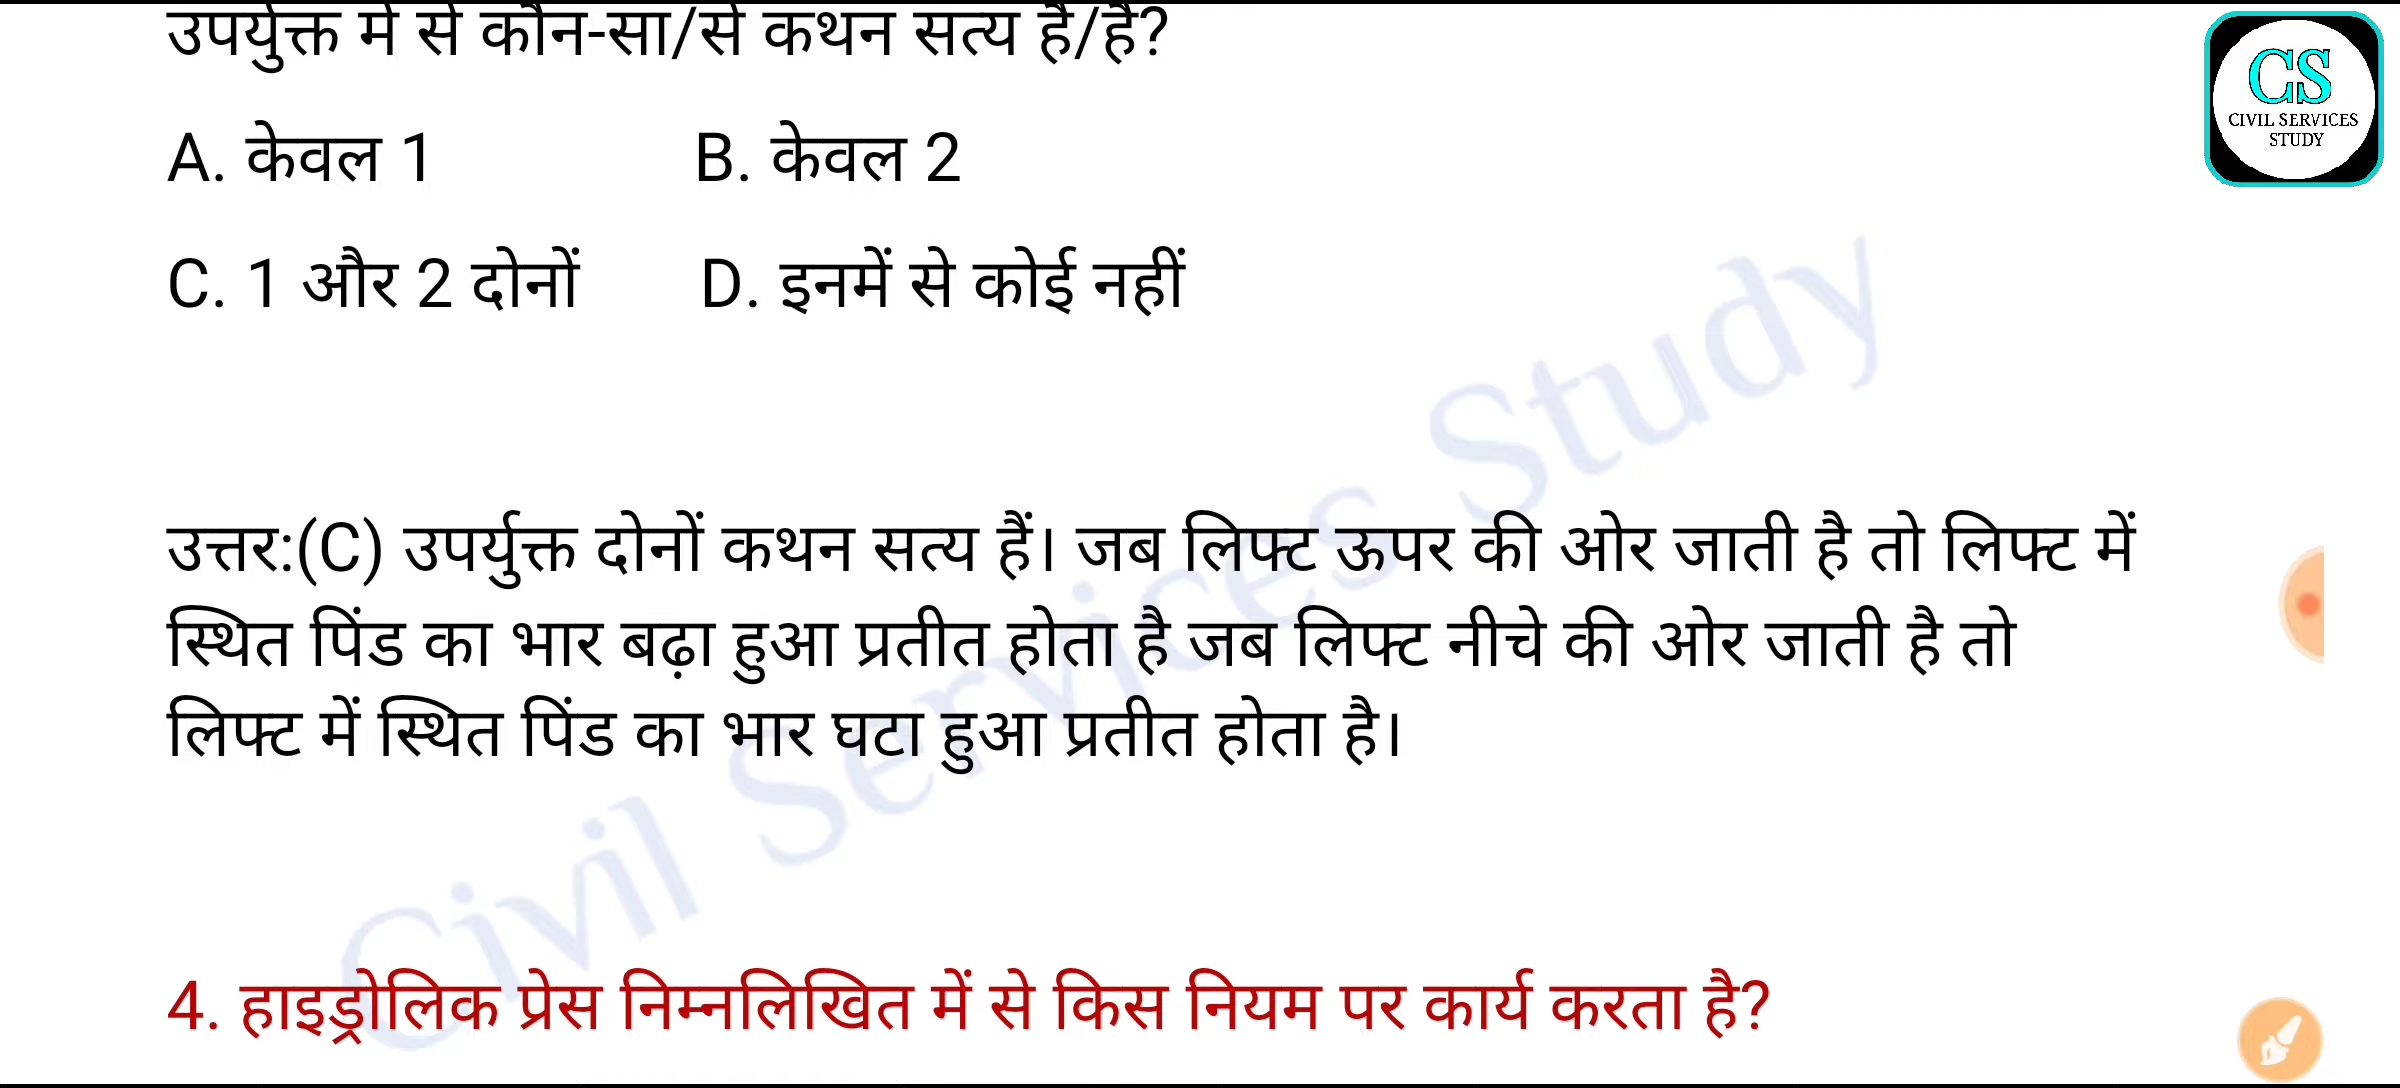 उपर्युक्त में से कौन-सा/से कथन सत्य है/हैं?
A. केवल 1 B. केवल 2
C. 1 और 2 दोनों D. इनमें से कोई नहीं
उत्तर:(C) उपर्युक्त दोनों कथन सत्य हैं। जब लिफ्ट ऊपर की ओर जाती है तो लिफ्ट में
स्थित पिंड का भार बढ़ा हुआ प्रतीत होता है जब लिफ्ट नीचे की ओर जाती है तो
लिफ्ट में स्थित पिंड का भार घटा हुआ प्रतीत होता है।
4. हाइड्रोलिक प्रेस निम्नलिखित में से किस नियम पर कार्य करता है?
CS
CIVIL SERVICES
STUDY
Civil Services Study